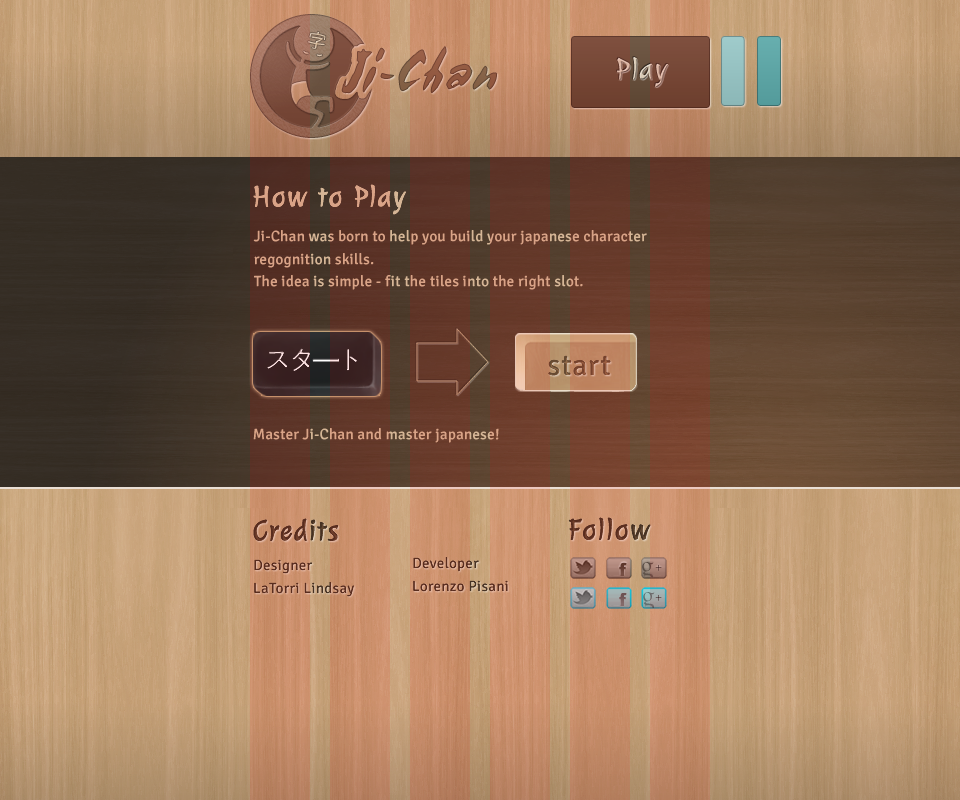 字
Ji-Chan
Play
How to Play
Ji-Chan was born to help you build your japanese character
regognition skills.
The idea is simple - fit the tiles into the right slot.
スタート
start
Master Ji-Chan and master japanese!
Credits
Designer
LaTorri Lindsay
Developer
Lorenzo Pisani
Follow
f g+
f g+